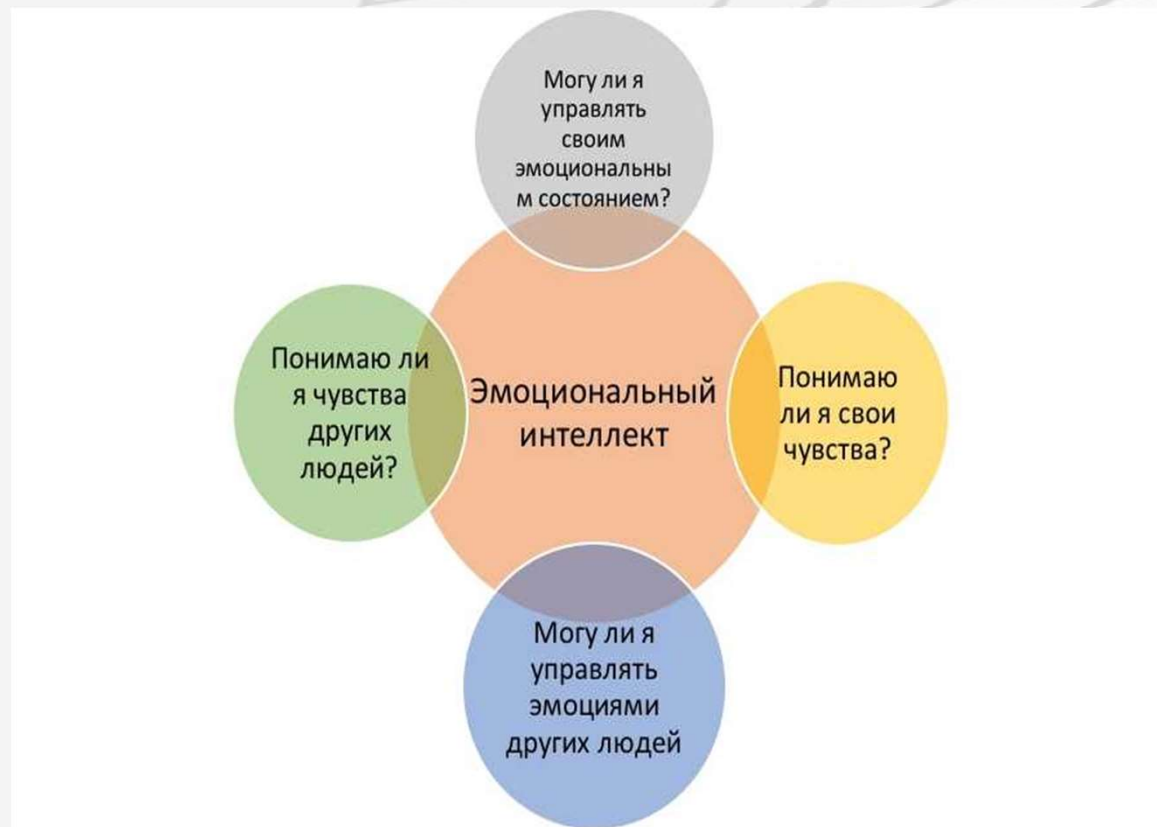 Могу ли я
управлять
своим
эмоциональны
м состоянием?
Понимаю ли
я чувства
других
людей?
Эмоциональный
интеллект
Понимаю
ли я свои
чувства?
Могу ли я
управлять
эмоциями
других людей